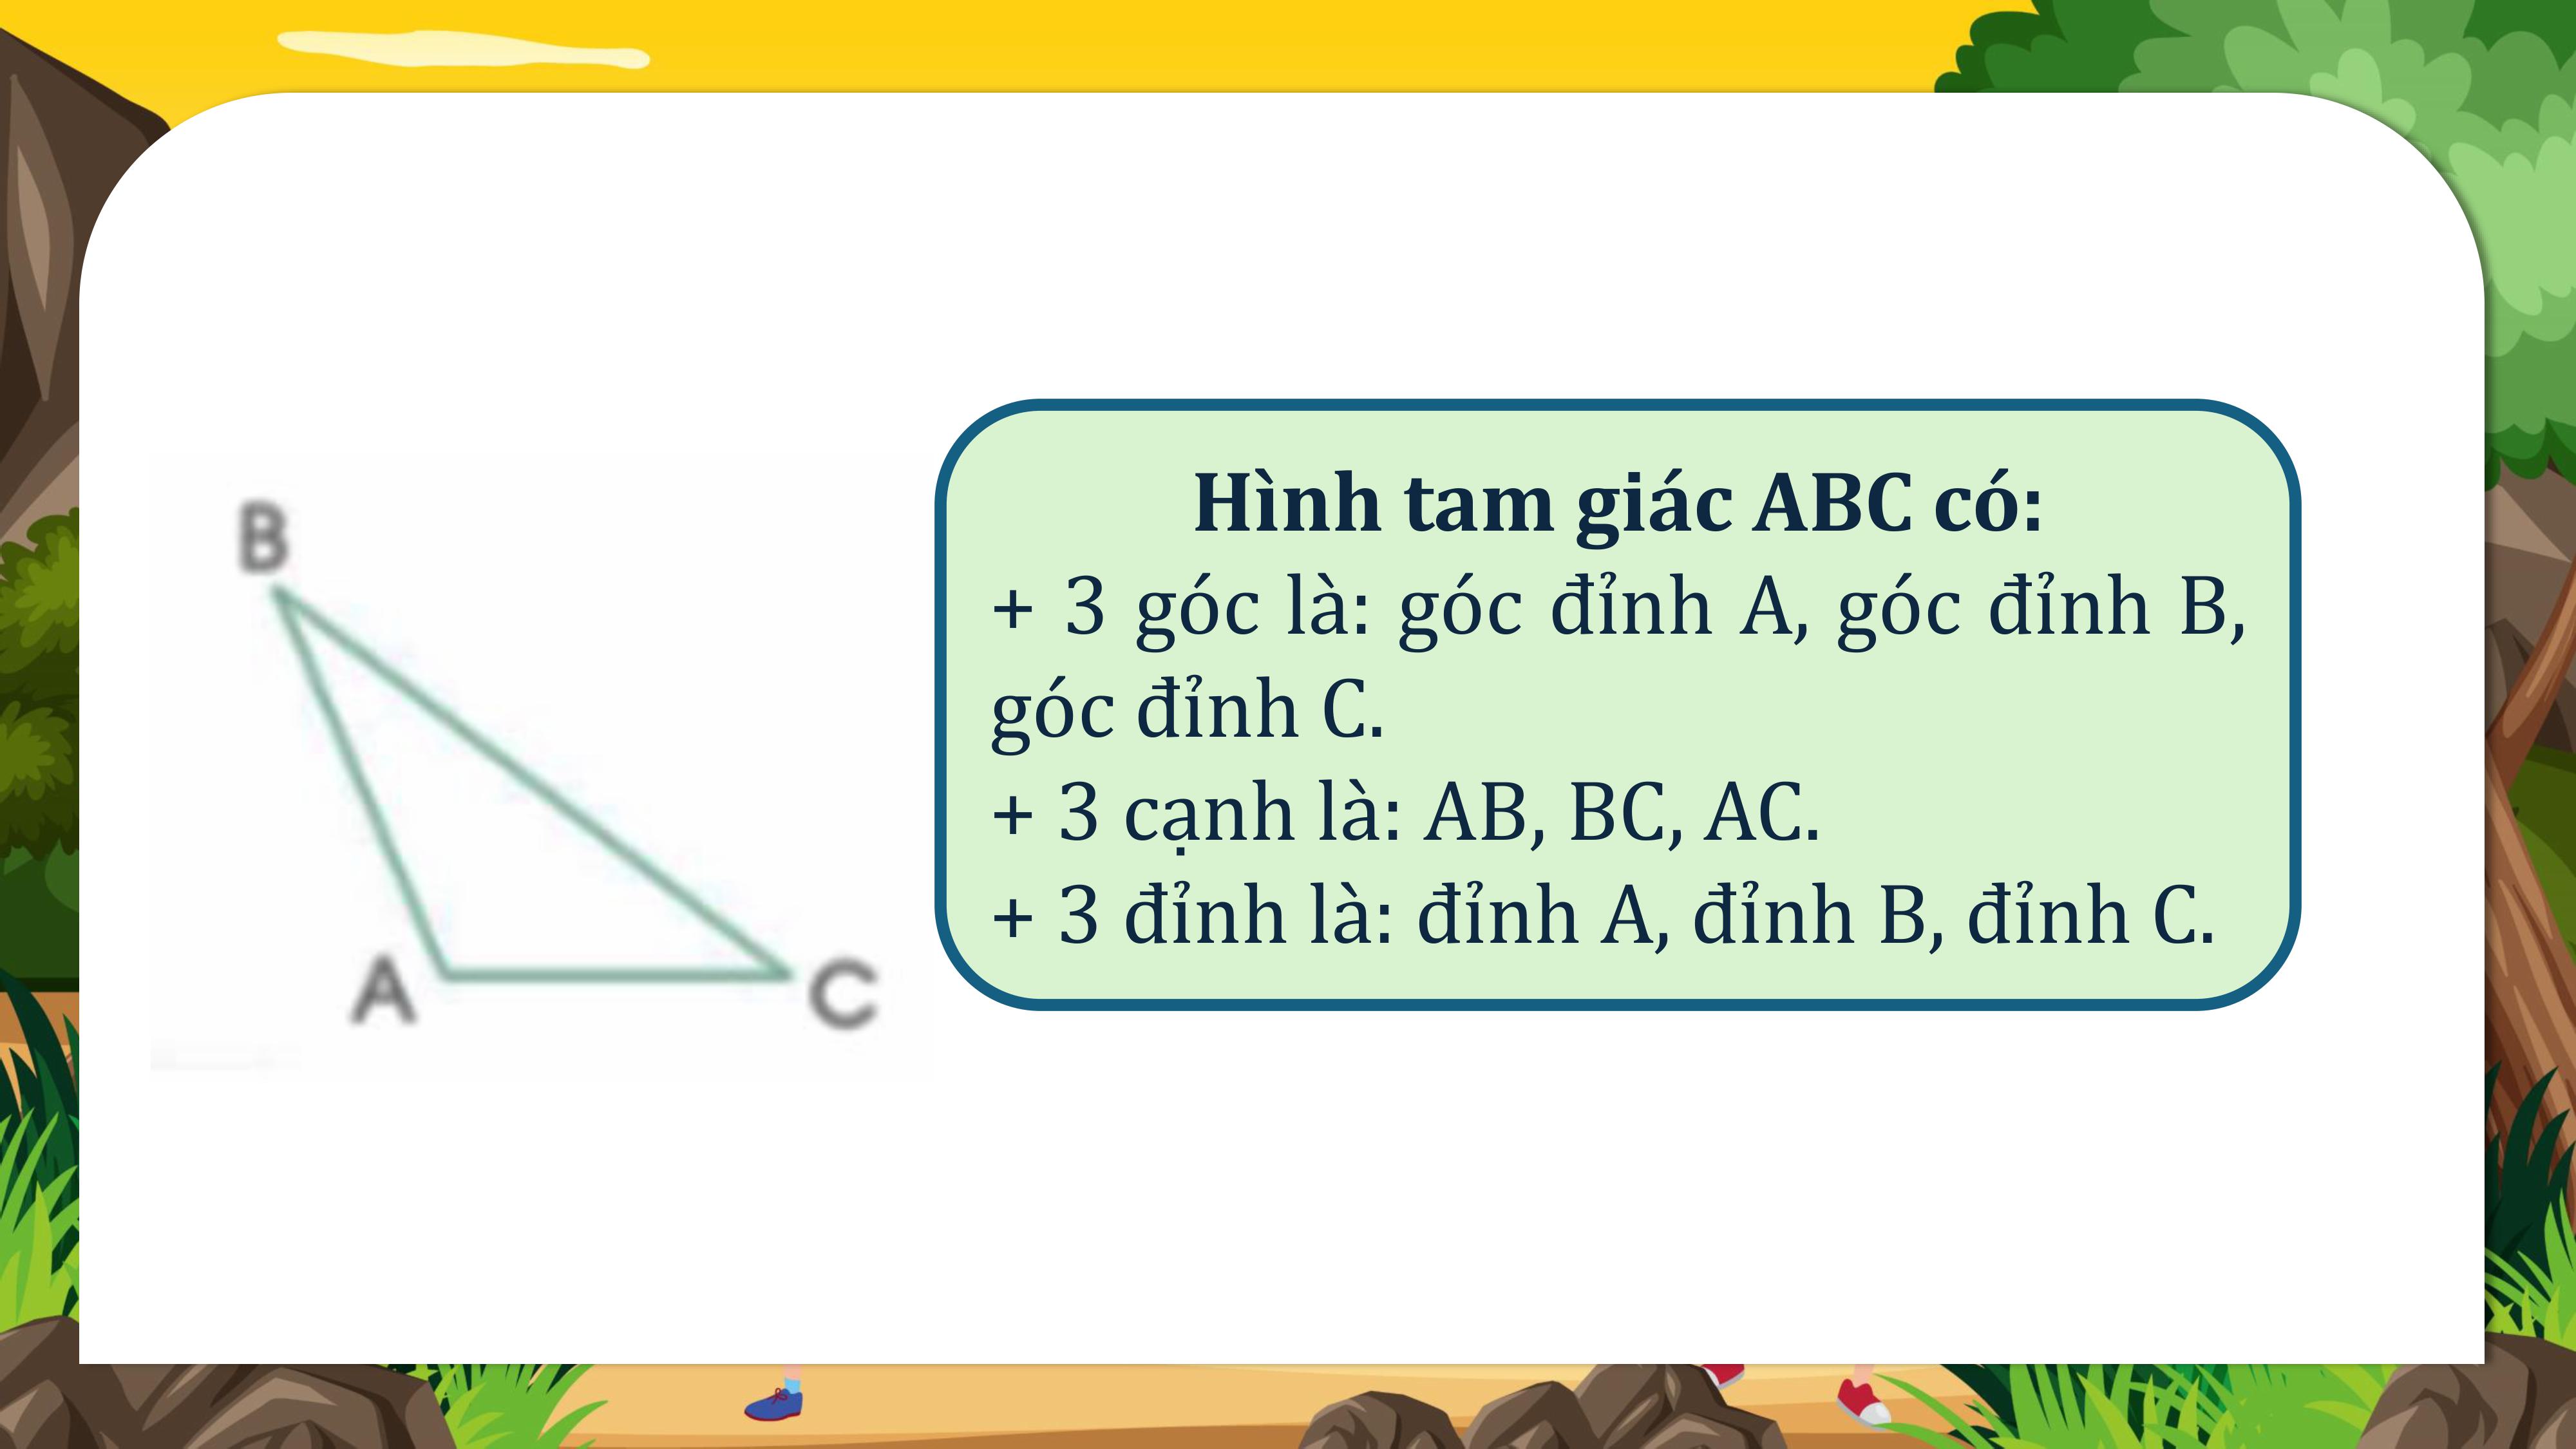 B
A
C
Hình tam giác ABC có:
+ 3 góc là: góc đỉnh A, góc đỉnh B,
góc đỉnh C.
+ 3 cạnh là: AB, BC, AC.
+ 3 đỉnh là: đỉnh A, đỉnh B, đỉnh C.